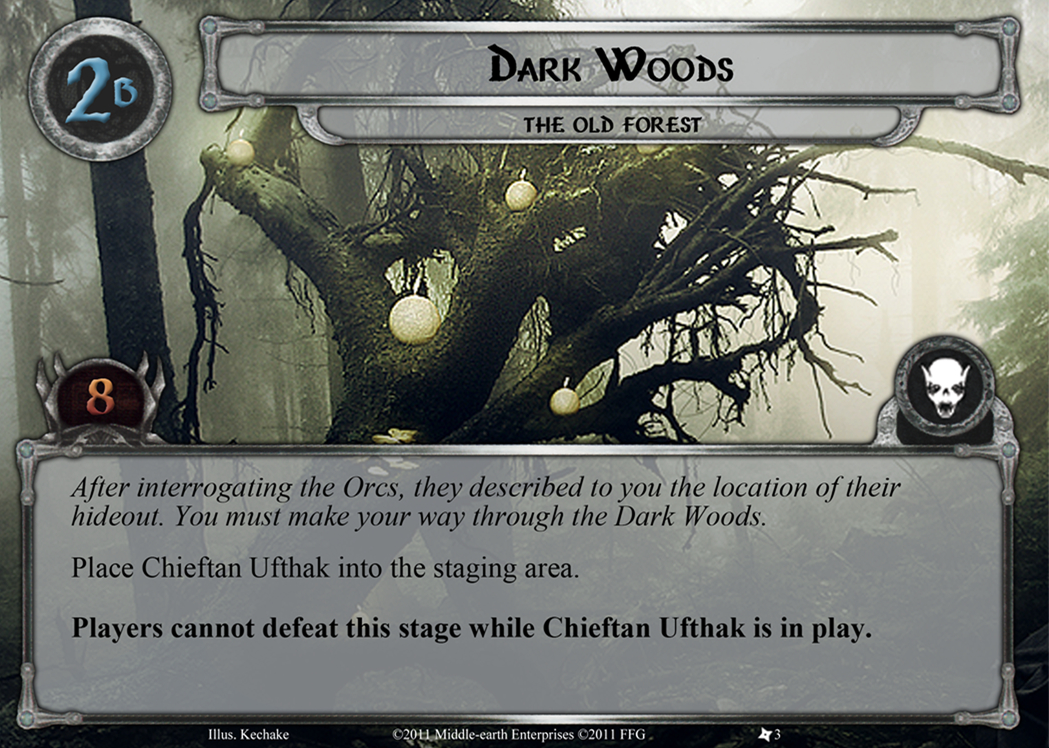 2B
DARK WOODS
THE OLD FOREST
8
After interrogating the Orcs, they described to you the location of their
hideout. You must make your way through the Dark Woods.
Place Chieftan Ufthak into the staging area.
Players cannot defeat this stage while Chieftan Ufthak is in play.
Illus. Kechake ©2011 Middle-earth Enterprises ©2011 FFG 3